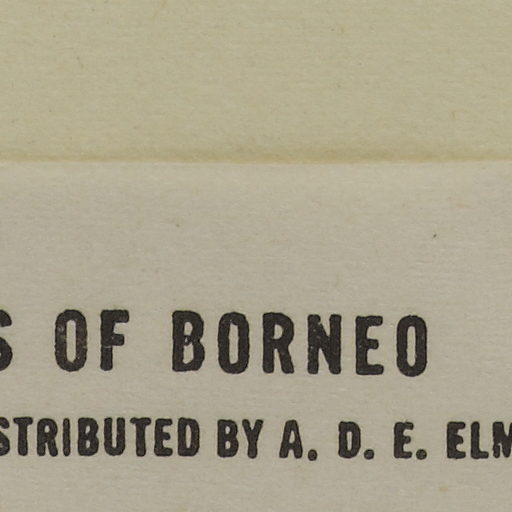 S OF BORNEO
STRIBUTED BY A. D. E. ELM